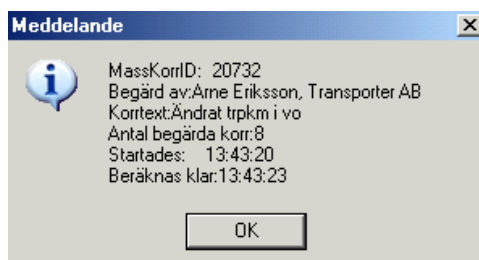 Meddelande
MassKorrID: 20732
Begärd av:Arne Eriksson, Transporter AB
Korrtext:Ändrat trpkm i vo
Antal begärda korr:8
Startades: 13:43:20
Beräknas klar:13:43:23
OK